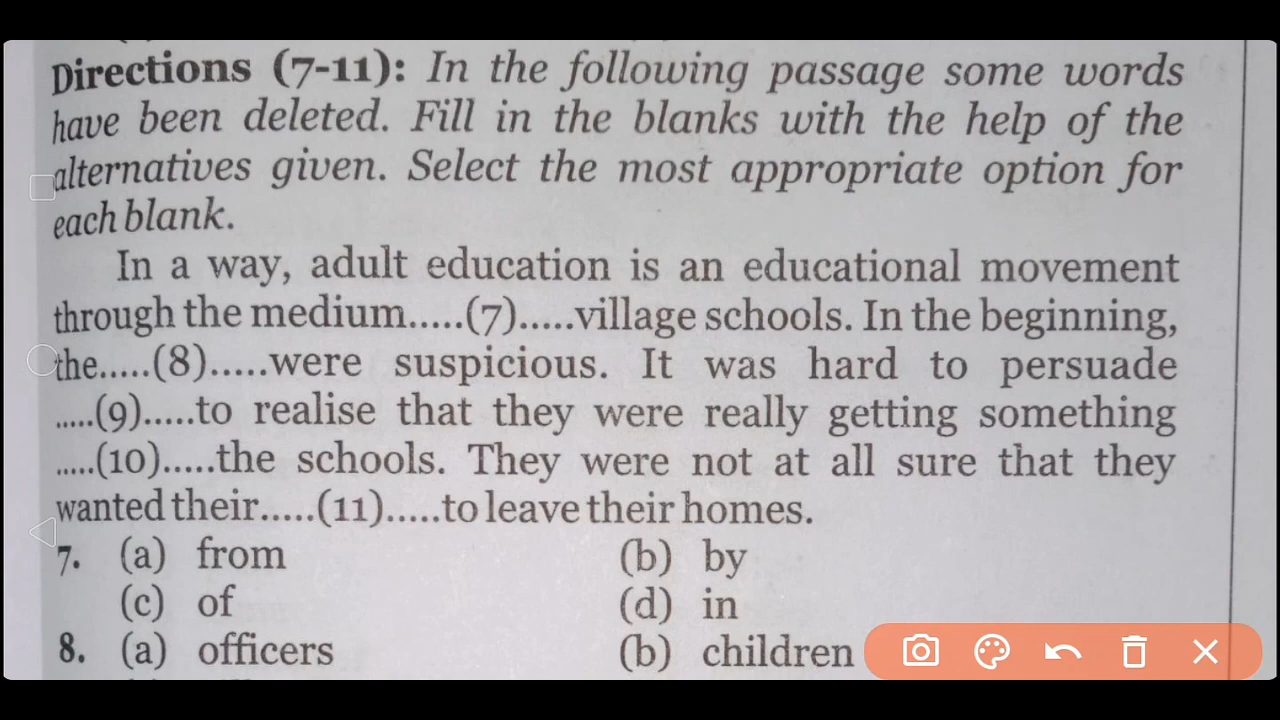 Directions (7-11): In the following passage some words
have been deleted. Fill in the blanks with the help of the
alternatives given. Select the most appropriate option for
each blank.
In a way, adult education is an educational movement
through the medium.....(7).....village schools. In the beginning,
the.....(8).....were suspicious. It was hard to persuade
.....(9).....to realise that they were really getting something
.....(10).....the schools. They were not at all sure that they
wanted their.....(11).....to leave their homes.
7. (a) from (b) by
(c) of (d) in
8. (a) officers (b) children